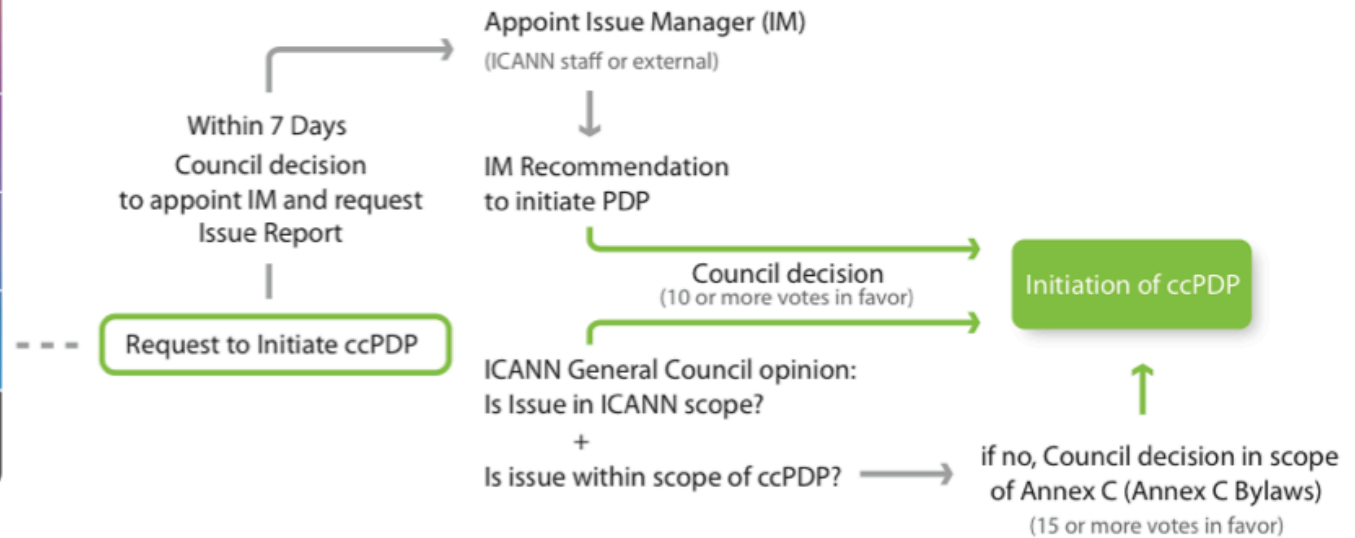 Appoint Issue Manager (IM)
(ICANN staff or external)
Within 7 Days
Council decision
to appoint IM and request
Issue Report
IM Recommendation
to initiate PDP
Council decision
(10 or more votes in favor)
Initiation of ccPDP
Request to Initiate ccPDP
ICANN General Council opinion:
Is Issue in ICANN scope?
+
Is issue within scope of ccPDP?
if no, Council decision in scope
of Annex C (Annex C Bylaws)
(15 or more votes in favor)